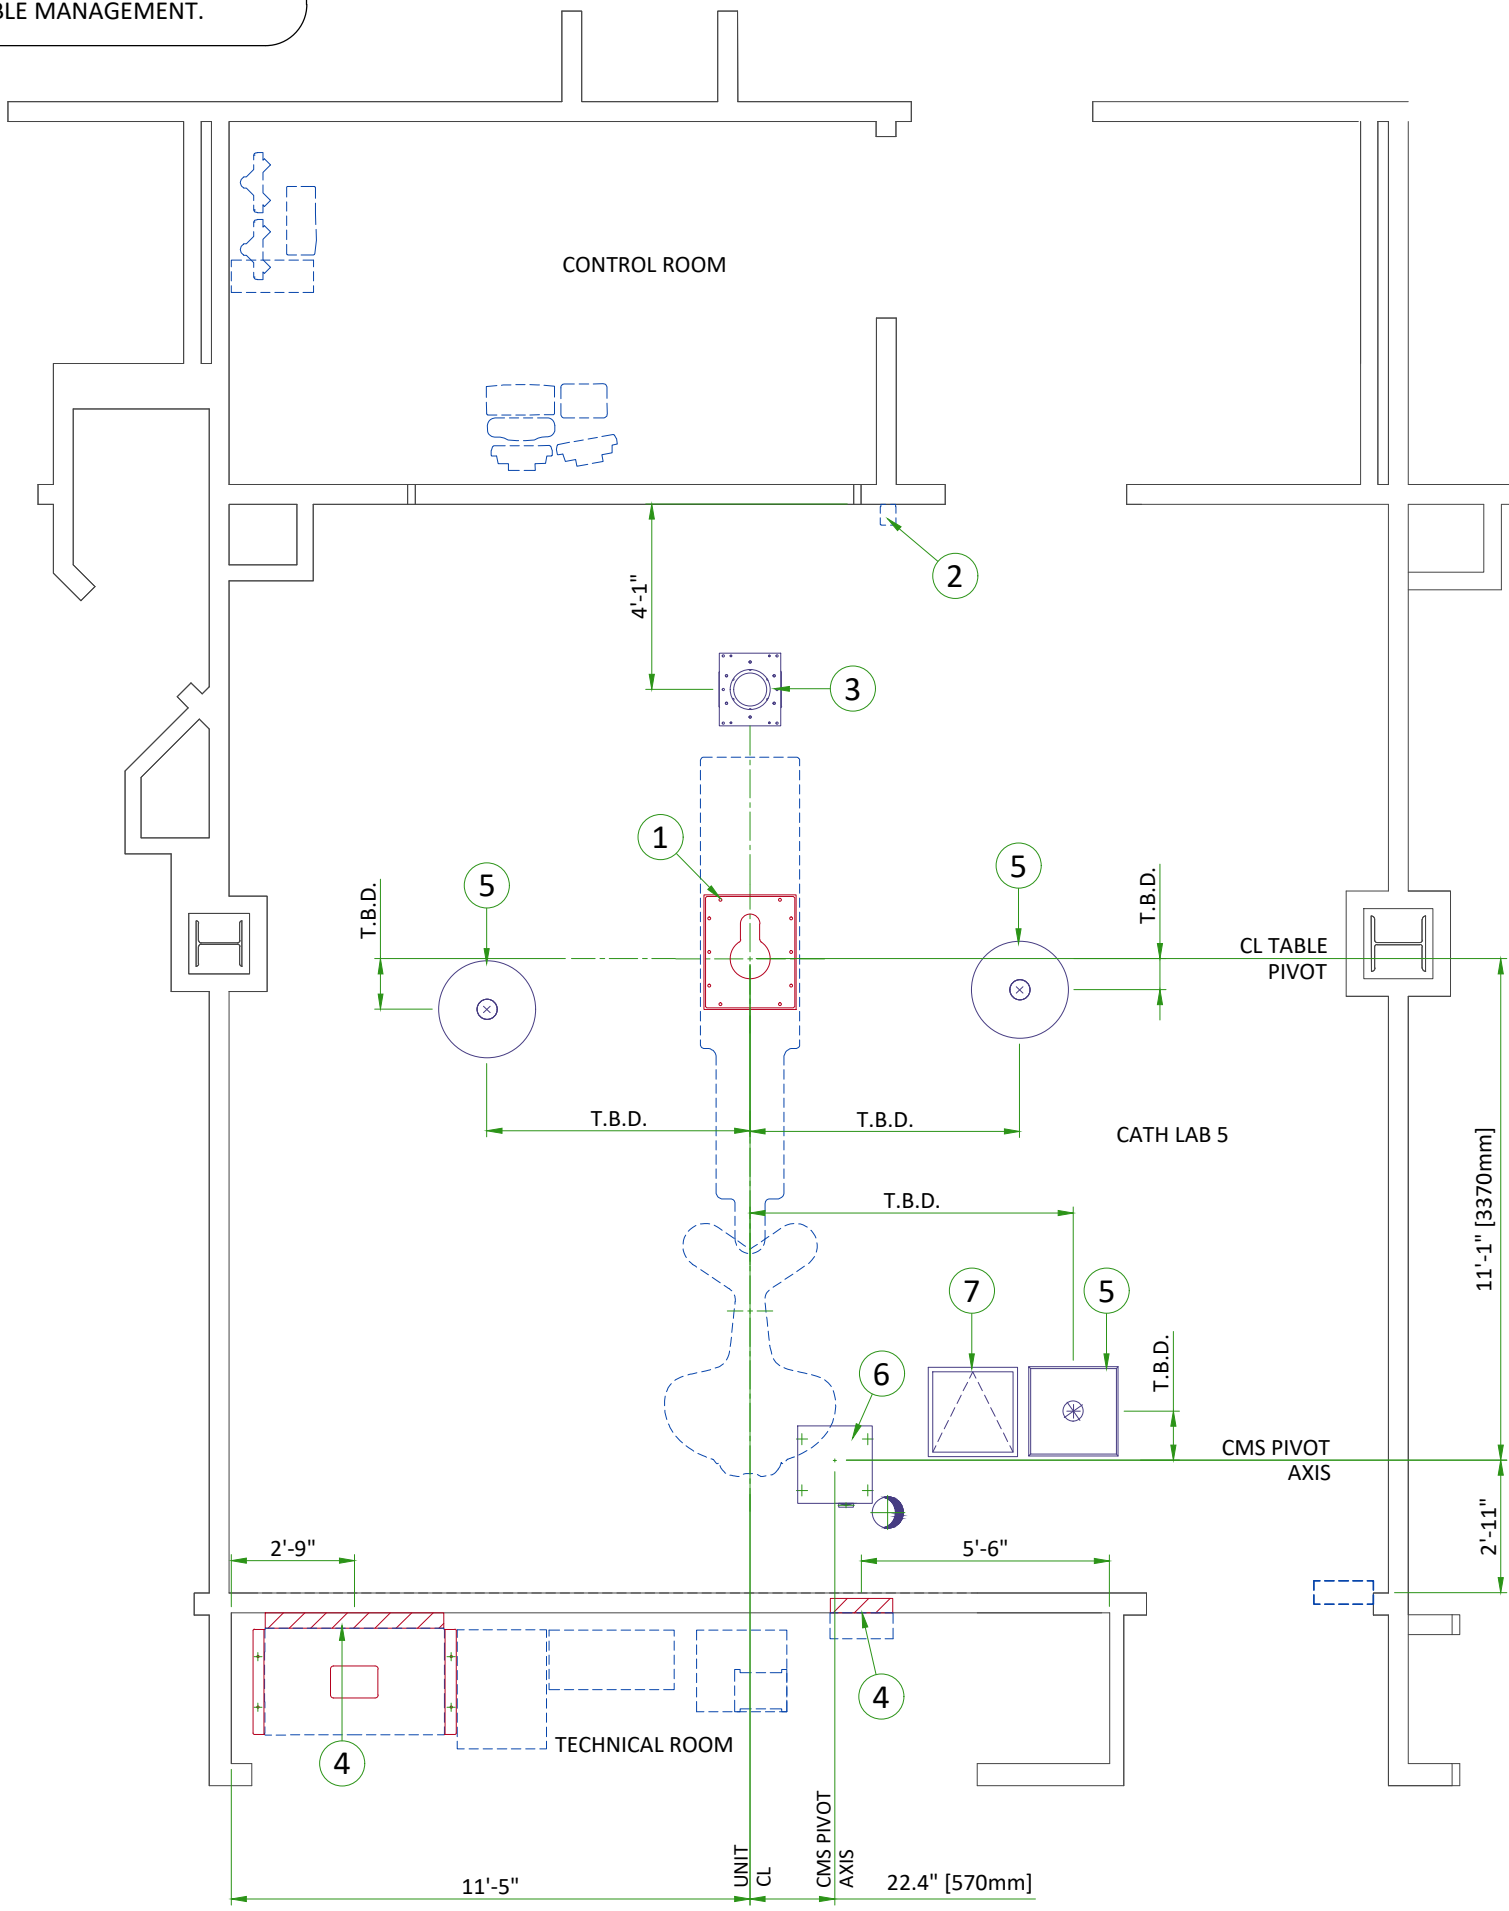 BLE MANAGEMENT.
CONTROL ROOM
2
4'-1"
3
1
5
5
T.B.D.
T.B.D.
CL TABLE
PIVOT
T.B.D.
T.B.D.
CATH LAB 5
T.B.D.
11'-1" [3370mm]
7
5
6
T.B.D.
CMS PIVOT
AXIS
2'-11"
2'-9"
5'-6"
4
4
TECHNICAL ROOM
UNIT
CL
CMS PIVOT
AXIS
11'-5"
22.4" [570mm]